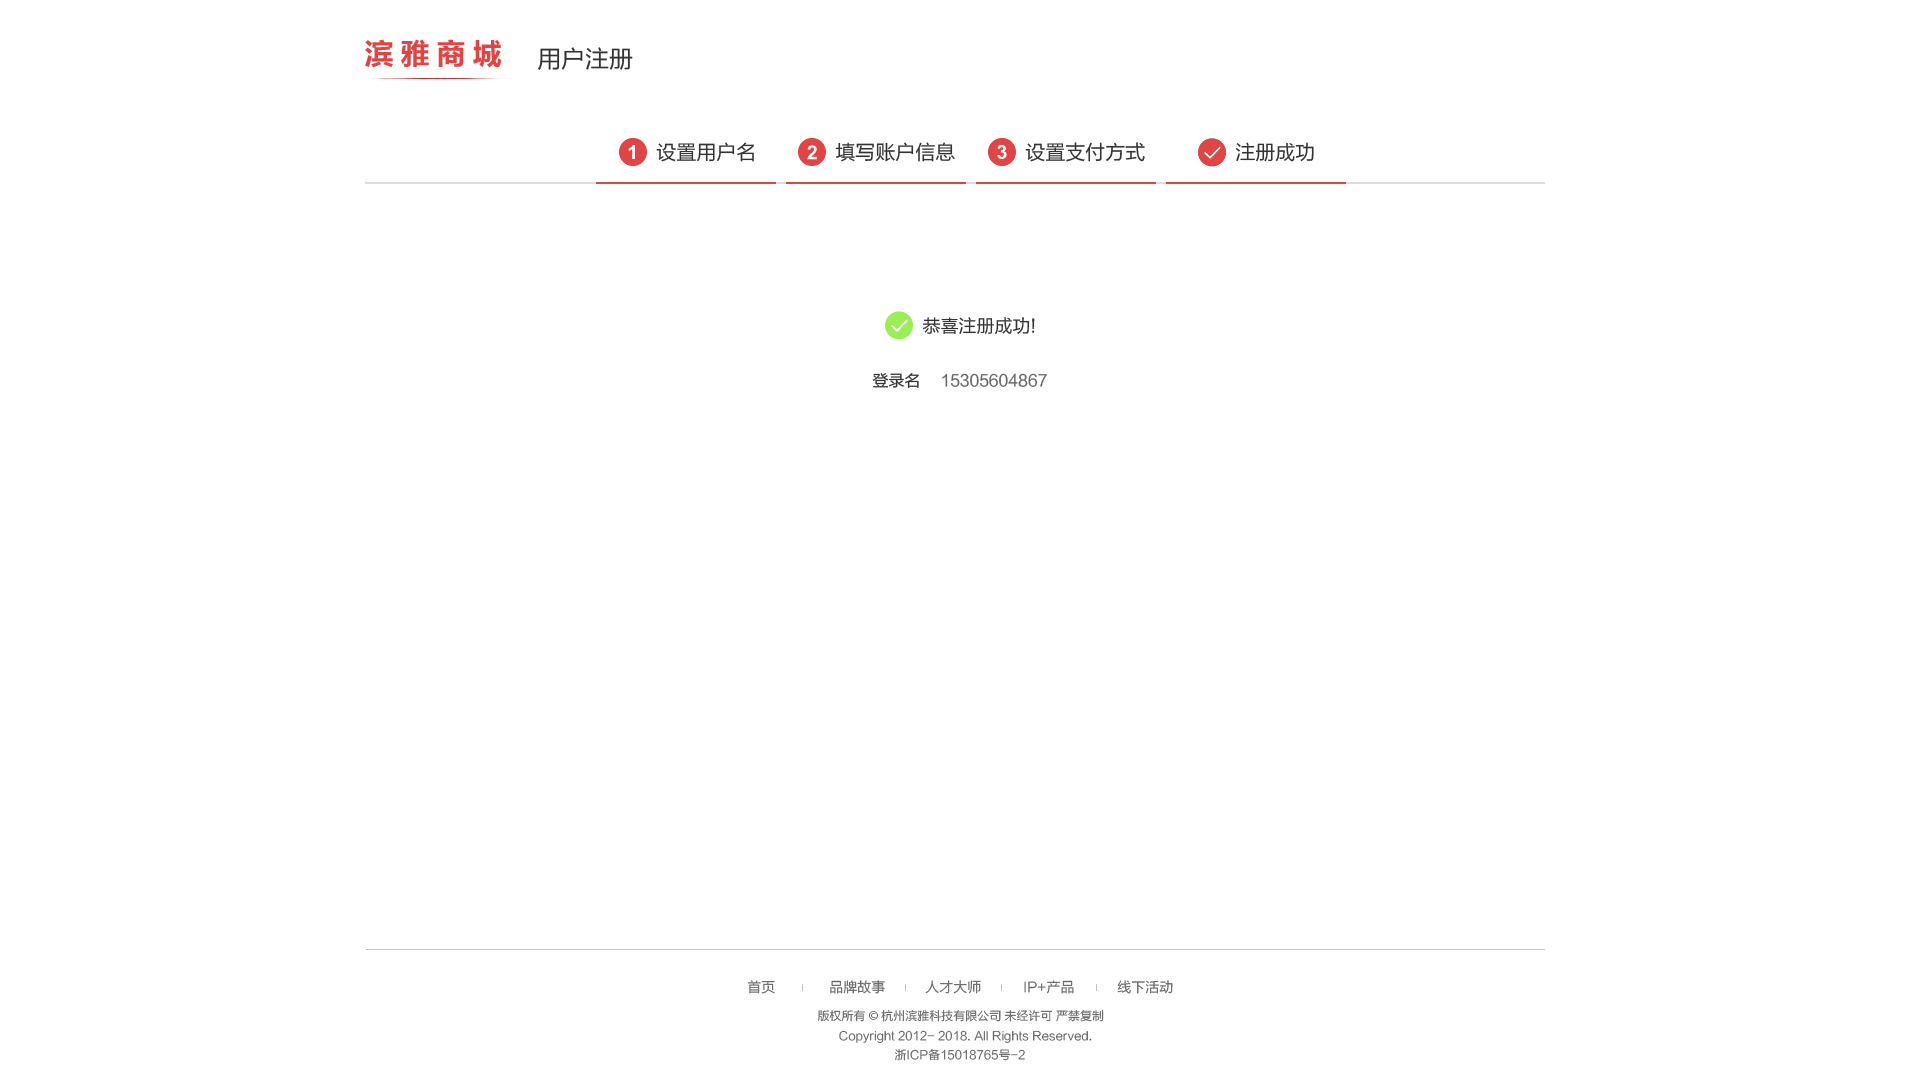 滨雅商城 用户注册
1 设置用户名 2 填写账户信息 3 设置支付方式 注册成功
恭喜注册成功!
登录名 15305604867
首页 品牌故事 人才大师 IP+产品 线下活动
版权所有 © 杭州滨雅科技有限公司 未经许可 严禁复制
Copyright 2012- 2018. All Rights Reserved.
浙ICP备15018765号-2